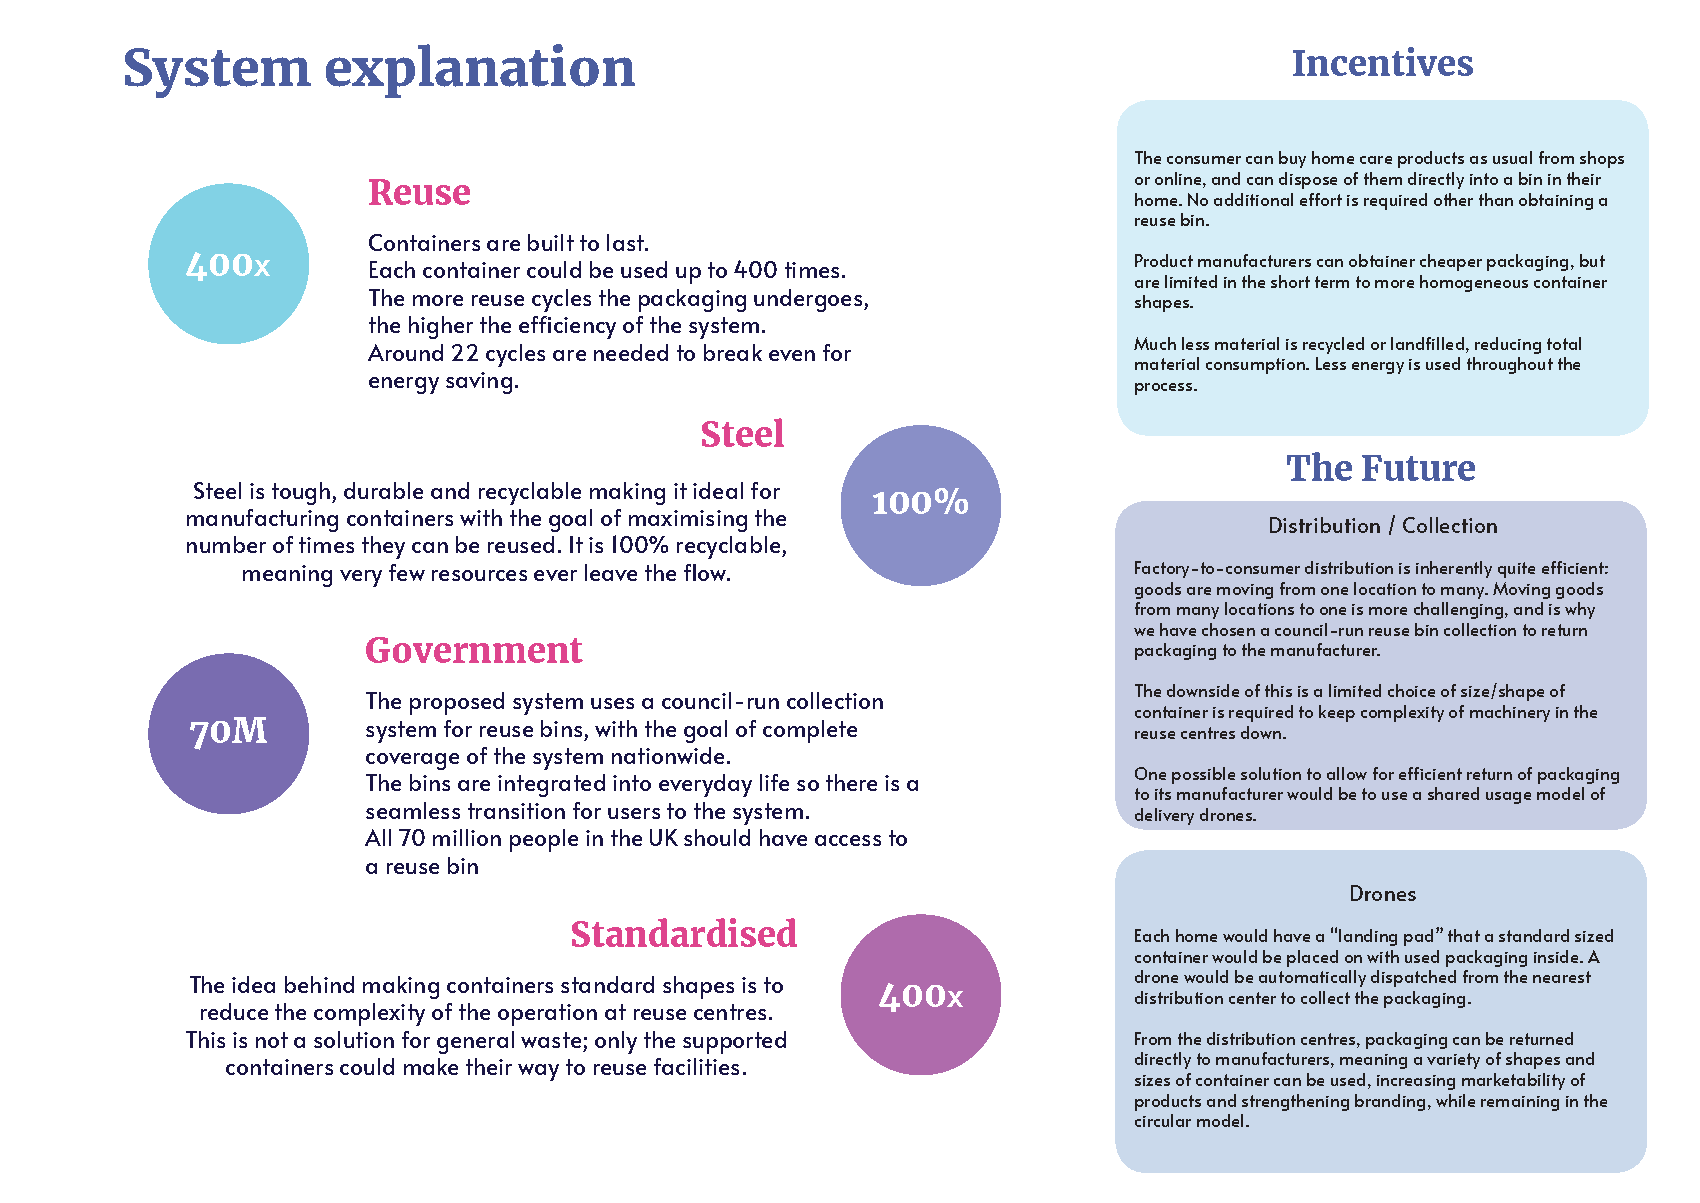 System explanation
400x
Reuse
Containers are built to last.
Each container could be used up to 400 times.
The more reuse cycles the packaging undergoes,
the higher the efficiency of the system.
Around 22 cycles are needed to break even for
energy saving.
Steel
Steel is tough, durable and recyclable making it ideal for
manufacturing containers with the goal of maximising the
number of times they can be reused. It is 100% recyclable,
meaning very few resources ever leave the flow.
100%
Government
70M
The proposed system uses a council-run collection
system for reuse bins, with the goal of complete
coverage of the system nationwide.
The bins are integrated into everyday life so there is a
seamless transition for users to the system.
All 70 million people in the UK should have access to
a reuse bin
Standardised
The idea behind making containers standard shapes is to
reduce the complexity of the operation at reuse centres.
This is not a solution for general waste; only the supported
containers could make their way to reuse facilities.
400x
Incentives
The consumer can buy home care products as usual from shops
or online, and can dispose of them directly into a bin in their
home. No additional effort is required other than obtaining a
reuse bin.
Product manufacturers can obtainer cheaper packaging, but
are limited in the short term to more homogeneous container
shapes.
Much less material is recycled or landfilled, reducing total
material consumption. Less energy is used throughout the
process.
The Future
Distribution / Collection
Factory-to-consumer distribution is inherently quite efficient:
goods are moving from one location to many. Moving goods
from many locations to one is more challenging, and is why
we have chosen a council-run reuse bin collection to return
packaging to the manufacturer.
The downside of this is a limited choice of size/shape of
container is required to keep complexity of machinery in the
reuse centres down.
One possible solution to allow for efficient return of packaging
to its manufacturer would be to use a shared usage model of
delivery drones.
Drones
Each home would have a “landing pad” that a standard sized
container would be placed on with used packaging inside. A
drone would be automatically dispatched from the nearest
distribution center to collect the packaging.
From the distribution centres, packaging can be returned
directly to manufacturers, meaning a variety of shapes and
sizes of container can be used, increasing marketability of
products and strengthening branding, while remaining in the
circular model.